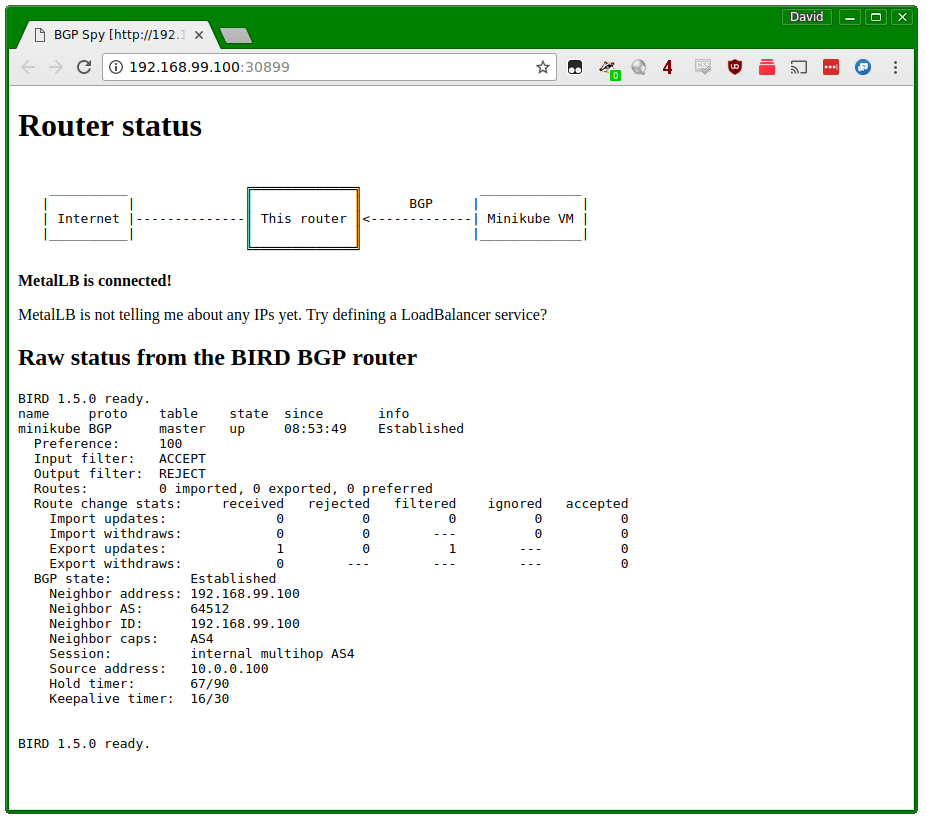 David
BGP Spy [http://192.1
192.168.99.100:30899
0
4
CSS
Router status
BGP
Internet |--------------
This router
<-------------| Minikube VM
MetalLB is connected!
MetalLB is not telling me about any IPs yet. Try defining a LoadBalancer service?
Raw status from the BIRD BGP router
BIRD 1.5.0 ready.
name     proto    table    state  since       info
minikube BGP      master   up     08:53:49    Established
  Preference:     100
  Input filter:   ACCEPT
  Output filter:  REJECT
  Routes:         0 imported, 0 exported, 0 preferred
  Route change stats:     received   rejected   filtered    ignored   accepted
    Import updates:              0          0          0          0          0
    Import withdraws:            0          0        ---          0          0
    Export updates:              1          0          1        ---          0
    Export withdraws:            0        ---        ---        ---          0
  BGP state:          Established
    Neighbor address: 192.168.99.100
    Neighbor AS:      64512
    Neighbor ID:      192.168.99.100
    Neighbor caps:    AS4
    Session:          internal multihop AS4
    Source address:   10.0.0.100
    Hold timer:       67/90
    Keepalive timer:  16/30
BIRD 1.5.0 ready.